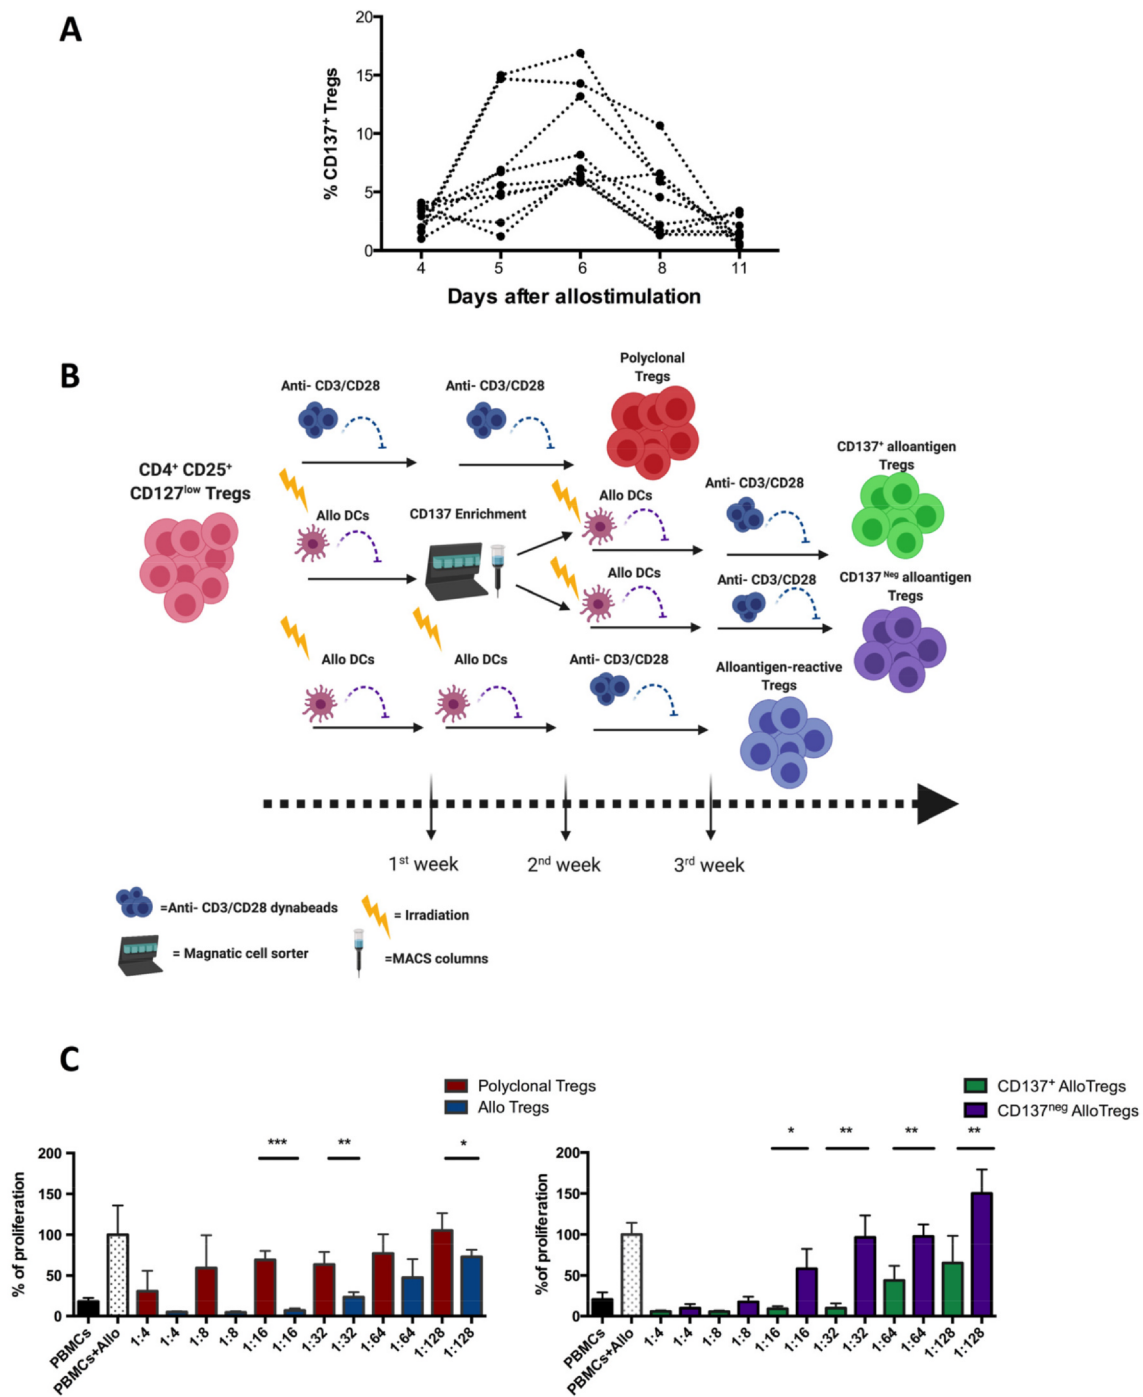 A
20
15
10
5
0
% CD137+ Tregs
4 5 6 8 11
Days after allostimulation
B
Polyclonal
Tregs
Anti- CD3/CD28
Anti- CD3/CD28
CD4+ CD25+
CD127low Tregs
Allo DCs
CD137 Enrichment
Allo DCs
Anti- CD3/CD28
CD137+ alloantigen
Tregs
Allo DCs
Anti- CD3/CD28
CD137 Neg alloantigen
Tregs
Allo DCs
Allo DCs
Anti- CD3/CD28
Alloantigen-reactive
Tregs
1st week
2nd week
3rd week
=Anti- CD3/CD28 dynabeads
= Irradiation
= Magnatic cell sorter
=MACS columns
C
Polyclonal Tregs
Allo Tregs
*** ** *
200
150
100
50
0
% of proliferation
PBMCs PBMCs+Allo 1:4 1:4 1:8 1:8 1:16 1:16 1:32 1:32 1:64 1:64 1:128 1:128
CD137+ AlloTregs
CD137neg AlloTregs
* ** ** **
200
150
100
50
0
%of proliferation
PBMCs PBMCs+Allo 1:4 1:4 1:8 1:8 1:16 1:16 1:32 1:32 1:64 1:64 1:128 1:128